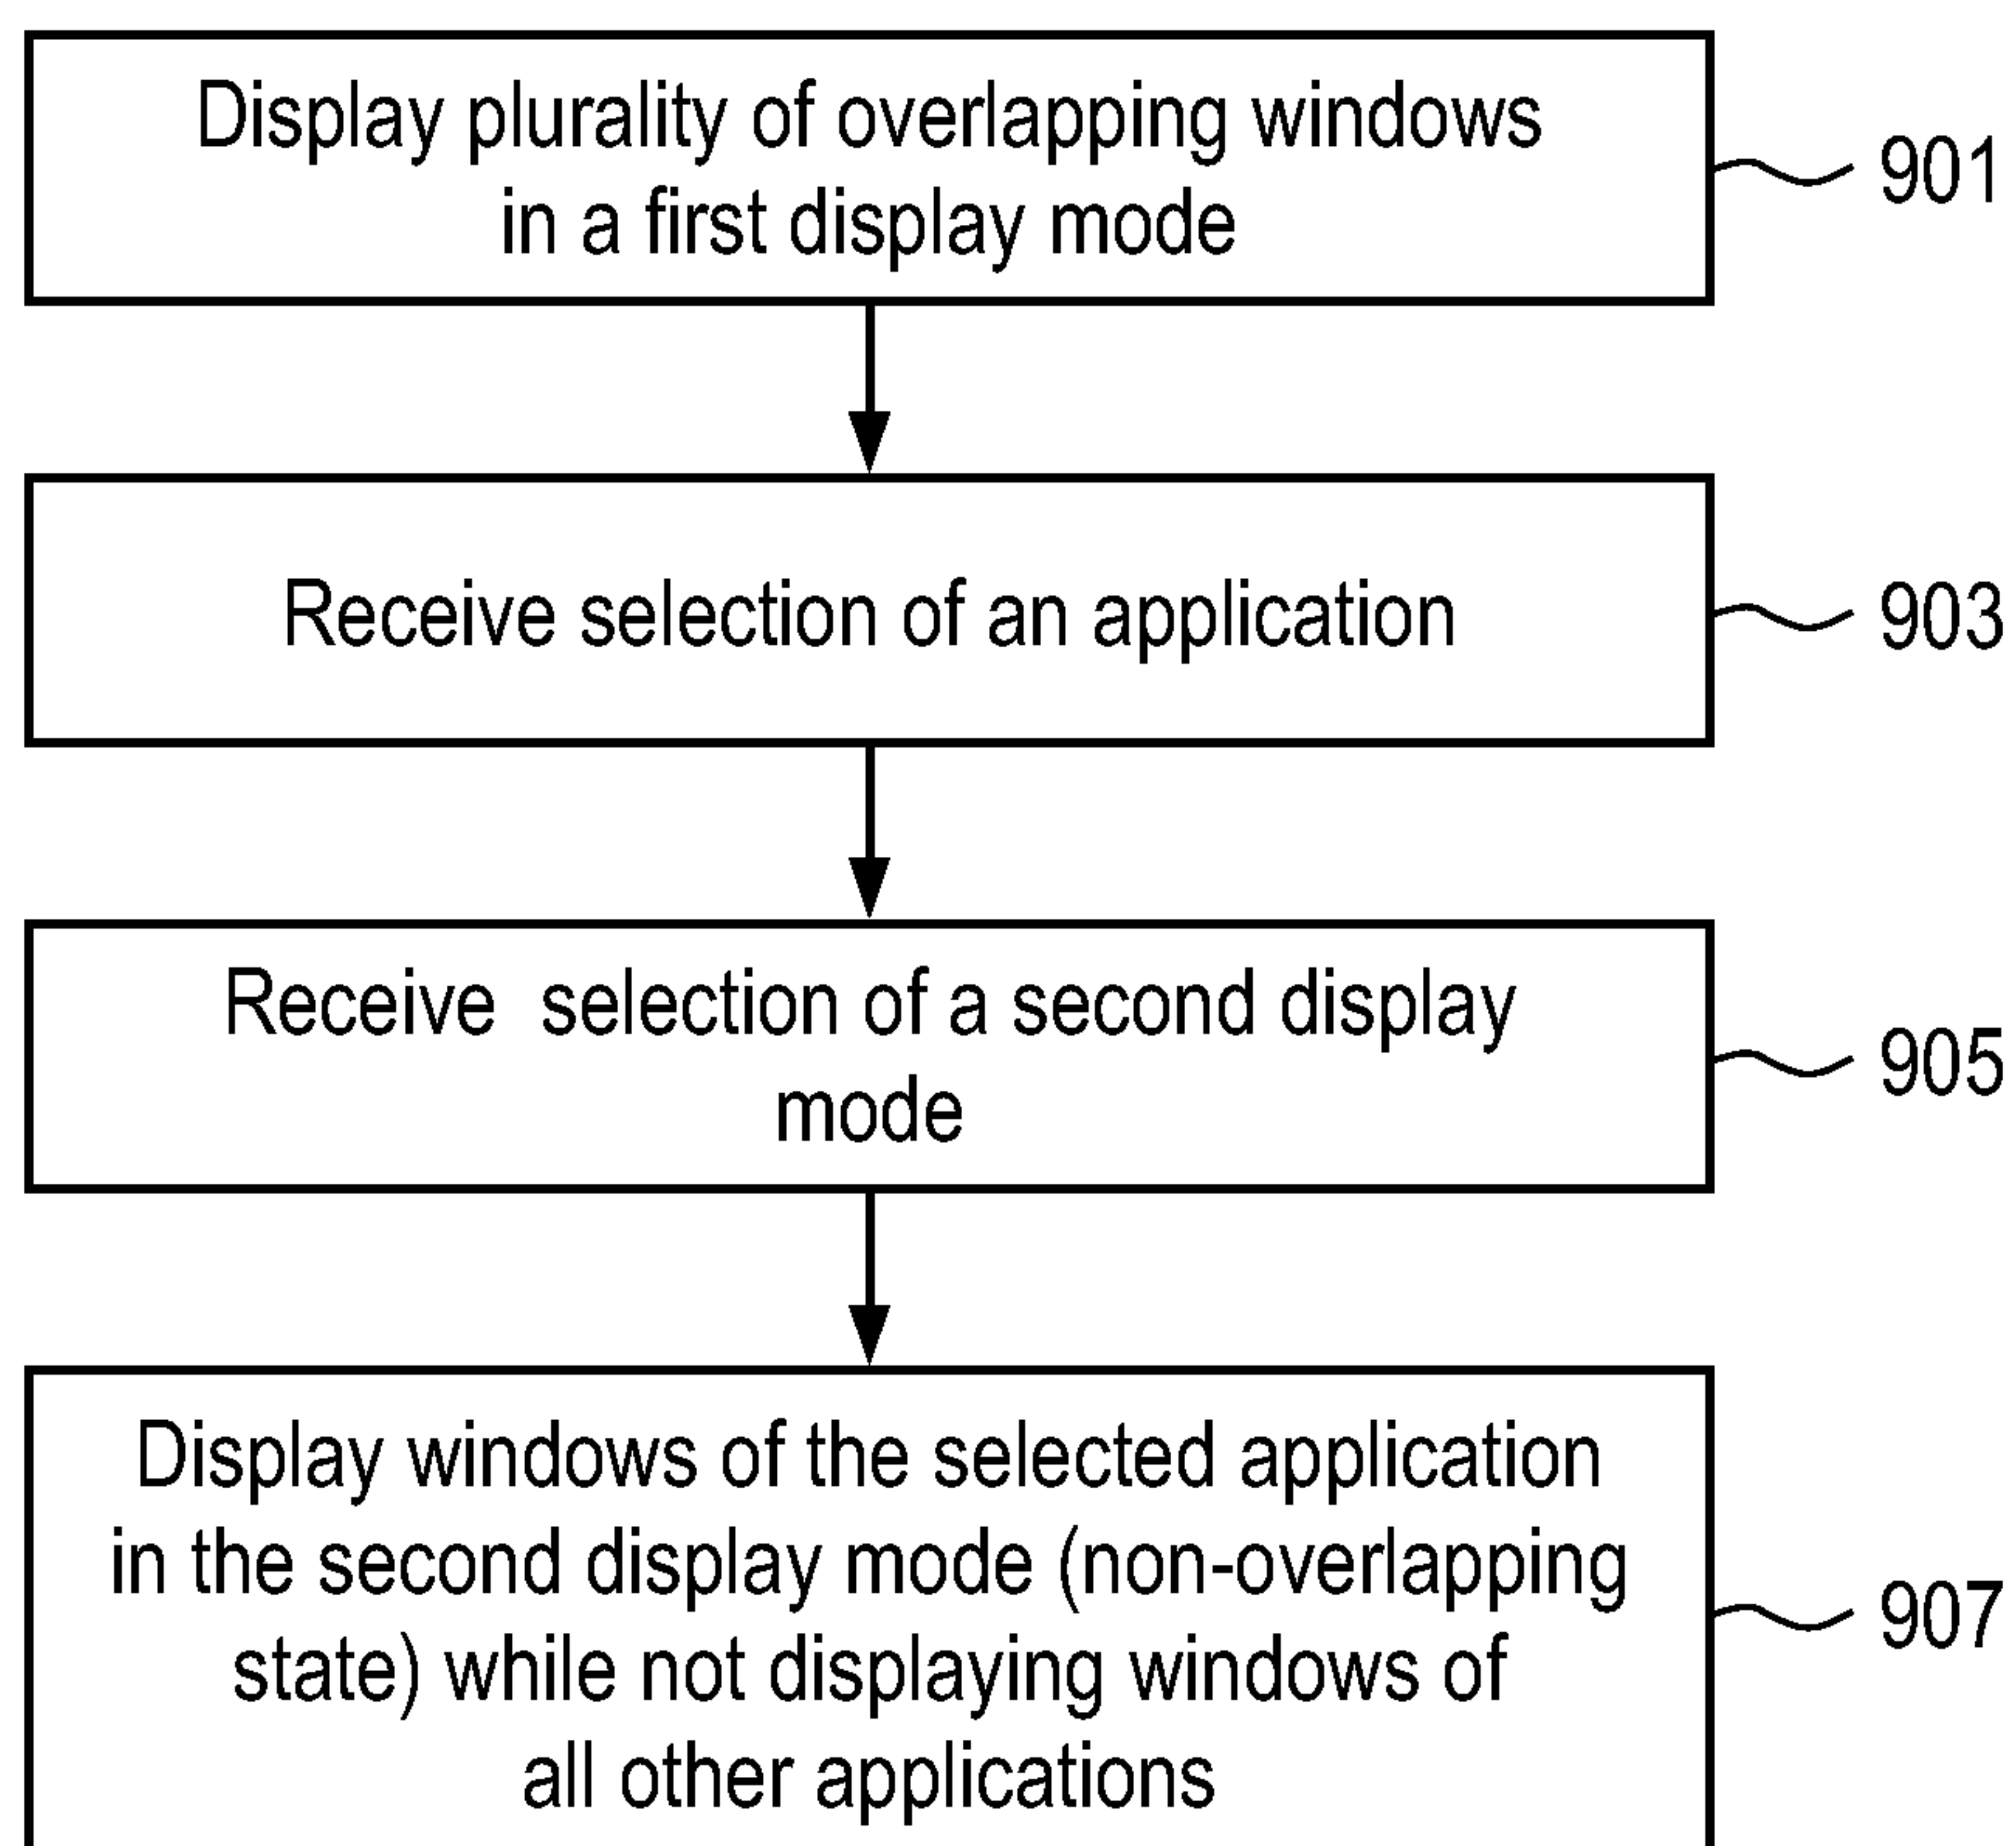 Display plurality of overlapping windows
in a first display mode
901
Receive selection of an application
903
Receive selection of a second display
mode
905
Display windows of the selected application
in the second display mode (non-overlapping
state) while not displaying windows of
all other applications
907